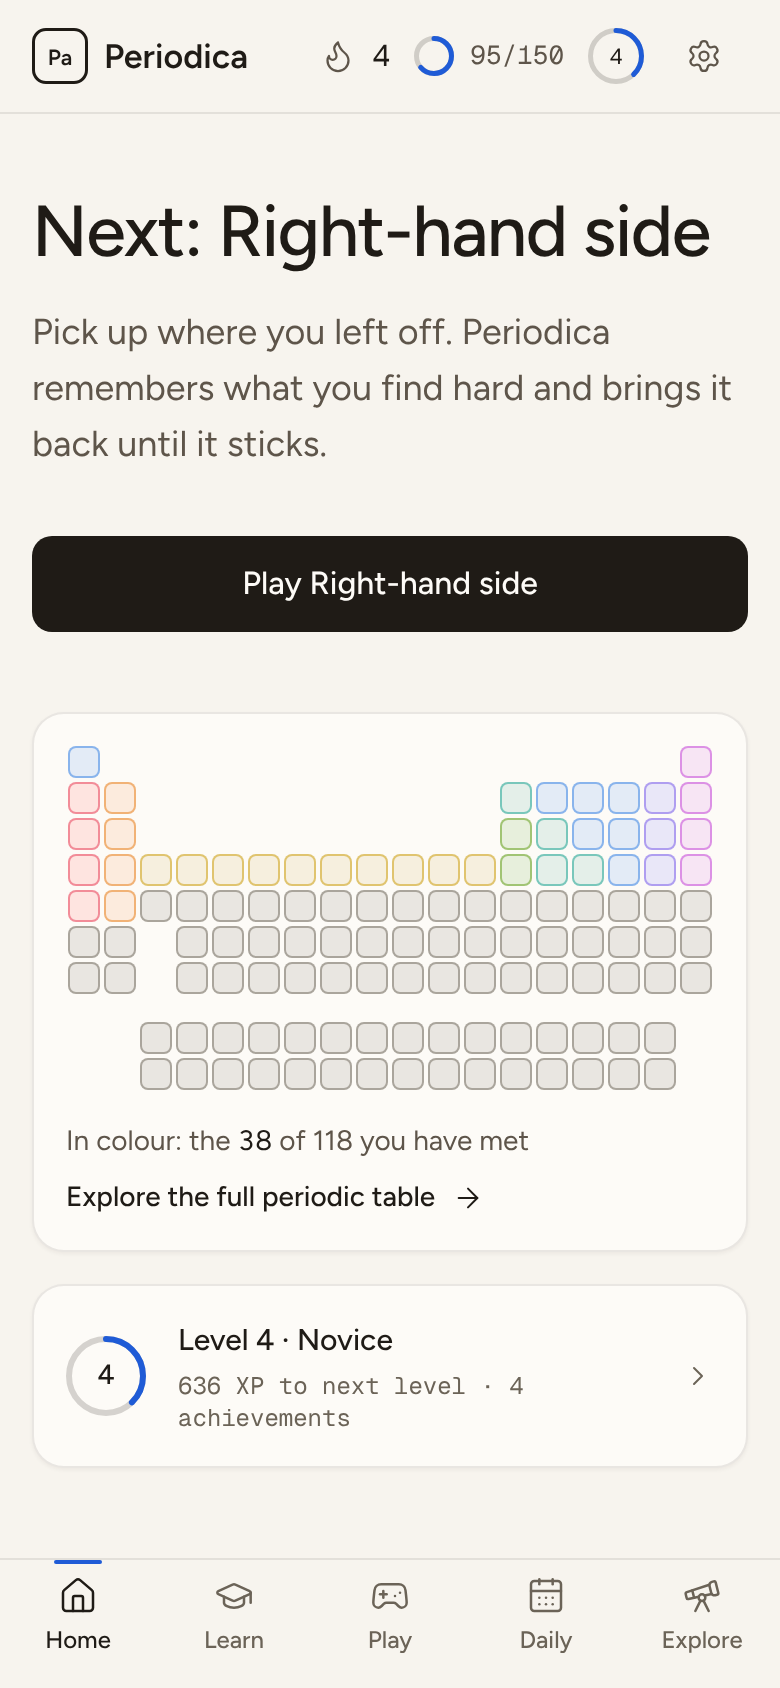 Pa Periodica 4 95/150 4
Next: Right-hand side
Pick up where you left off. Periodica
remembers what you find hard and brings it
back until it sticks.
Play Right-hand side
In colour: the 38 of 118 you have met
Explore the full periodic table →
4
Level 4 · Novice
636 XP to next level · 4
achievements
Home Learn Play Daily Explore